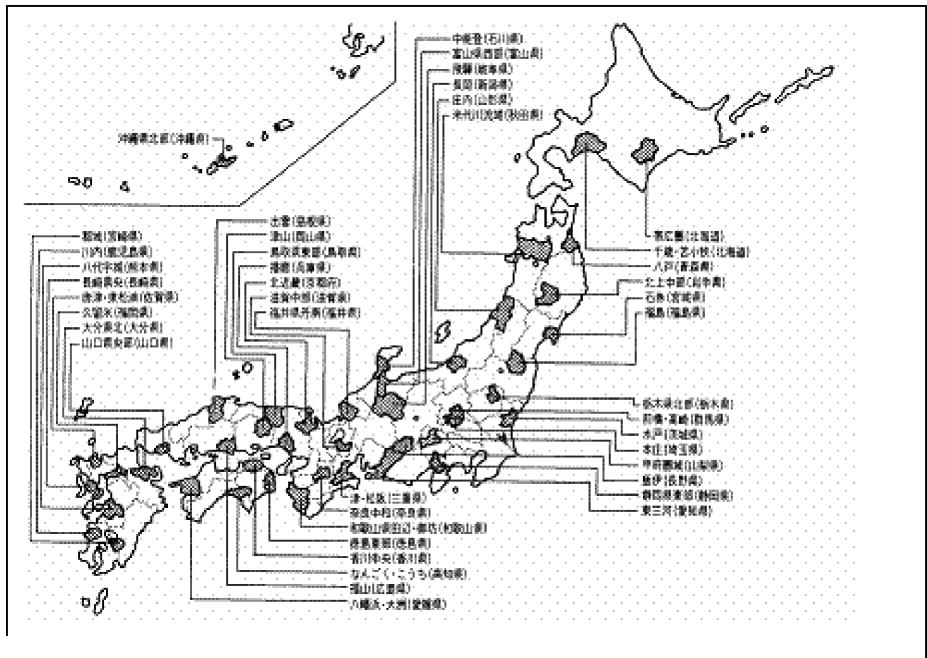 中能登(石川県)
富山県西部(富山県)
飛騨(岐阜県)
長岡(新潟県)
庄内(山形県)
米代川流域(秋田県)
沖縄県北部(沖縄県)
都城(宮崎県)
川内(鹿児島県)
八代宇城(熊本県)
長崎県央(長崎県)
唐津・東松浦(佐賀県)
久留米(福岡県)
大分県北(大分県)
山口県央部(山口県)
出雲(島根県)
津山(岡山県)
鳥取県東部(鳥取県)
播磨(兵庫県)
北近畿(京都府)
滋賀中部(滋賀県)
福井県丹南(福井県)
帯広圏(北海道)
千歳・苫小牧(北海道)
八戸(青森県)
北上中部(岩手県)
石巻(宮城県)
福島(福島県)
栃木県北部(栃木県)
前橋・高崎(群馬県)
水戸(茨城県)
本庄(埼玉県)
甲府圏域(山梨県)
伊(長野県)
静岡県東部(静岡県)
東三河(愛知県)
津・松阪(三重県)
奈良中和(奈良県)
和歌山県田辺・御坊(和歌山県)
徳島東部(徳島県)
香川中央(香川県)
なんごく・こうち(高知県)
福山(広島県)
八幡浜・大洲(愛媛県)